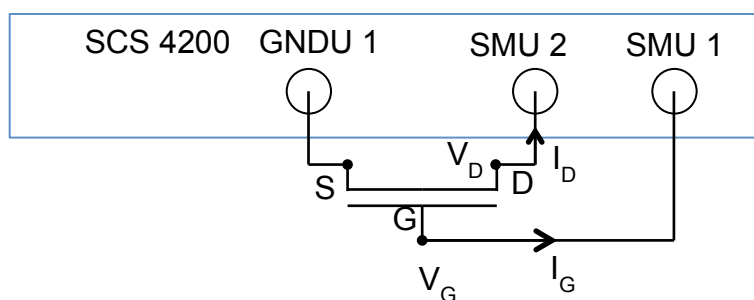 SCS 4200 GNDU 1 SMU 2 SMU 1
V_D I_D
S D
G
V_G I_G